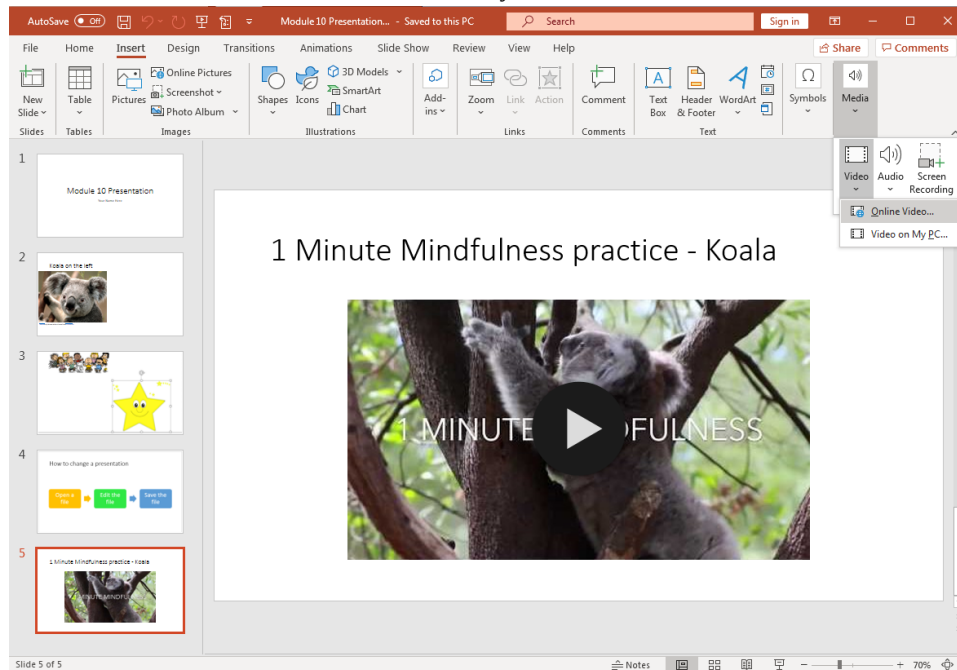 AutoSave Off Module 10 Presentation... - Saved to this PC Search Sign in
File Home Insert Design Transitions Animations Slide Show Review View Help Share Comments
New Slide
Table
Pictures
Online Pictures
Screenshot
Photo Album
Shapes
Icons
3D Models
SmartArt
Chart
Add-ins
Zoom
Link
Action
Comment
Text Box
Header & Footer
WordArt
Symbols
Media
Slides Tables Images Illustrations Links Comments Text
Video
Audio
Screen Recording
Online Video...
Video on My PC...
1
Module 10 Presentation
2
Koala on the left
3
4
How to change a presentation
Open a file
Edit the file
Save the file
5
1 Minute Mindfulness practice - Koala
1 MINUTE MINDFU
1 Minute Mindfulness practice - Koala
1 MINUTE M DFULNESS
Slide 5 of 5 Notes 70%